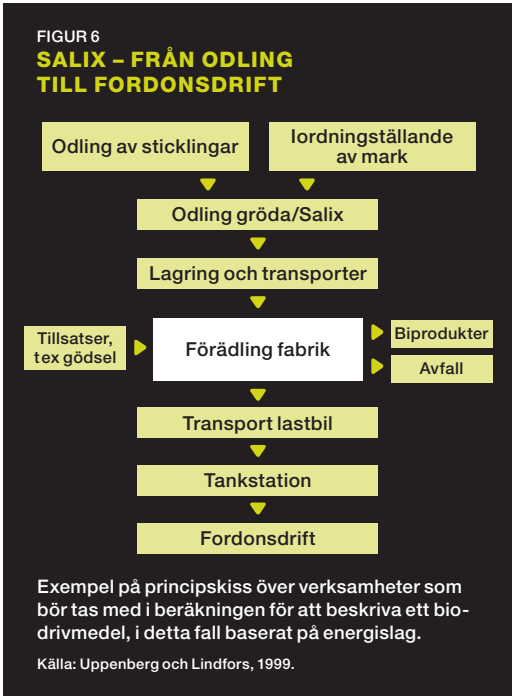 FIGUR 6
SALIX – FRÅN ODLING
TILL FORDONSDRIFT
Odling av sticklingar
Iordningställande
av mark
Odling gröda/Salix
Lagring och transporter
Tillsatser,
tex gödsel
Förädling fabrik
Biprodukter
Avfall
Transport lastbil
Tankstation
Fordonsdrift
Exempel på principskiss över verksamheter som
bör tas med i beräkningen för att beskriva ett bio-
drivmedel, i detta fall baserat på energislag.
Källa: Uppenberg och Lindfors, 1999.